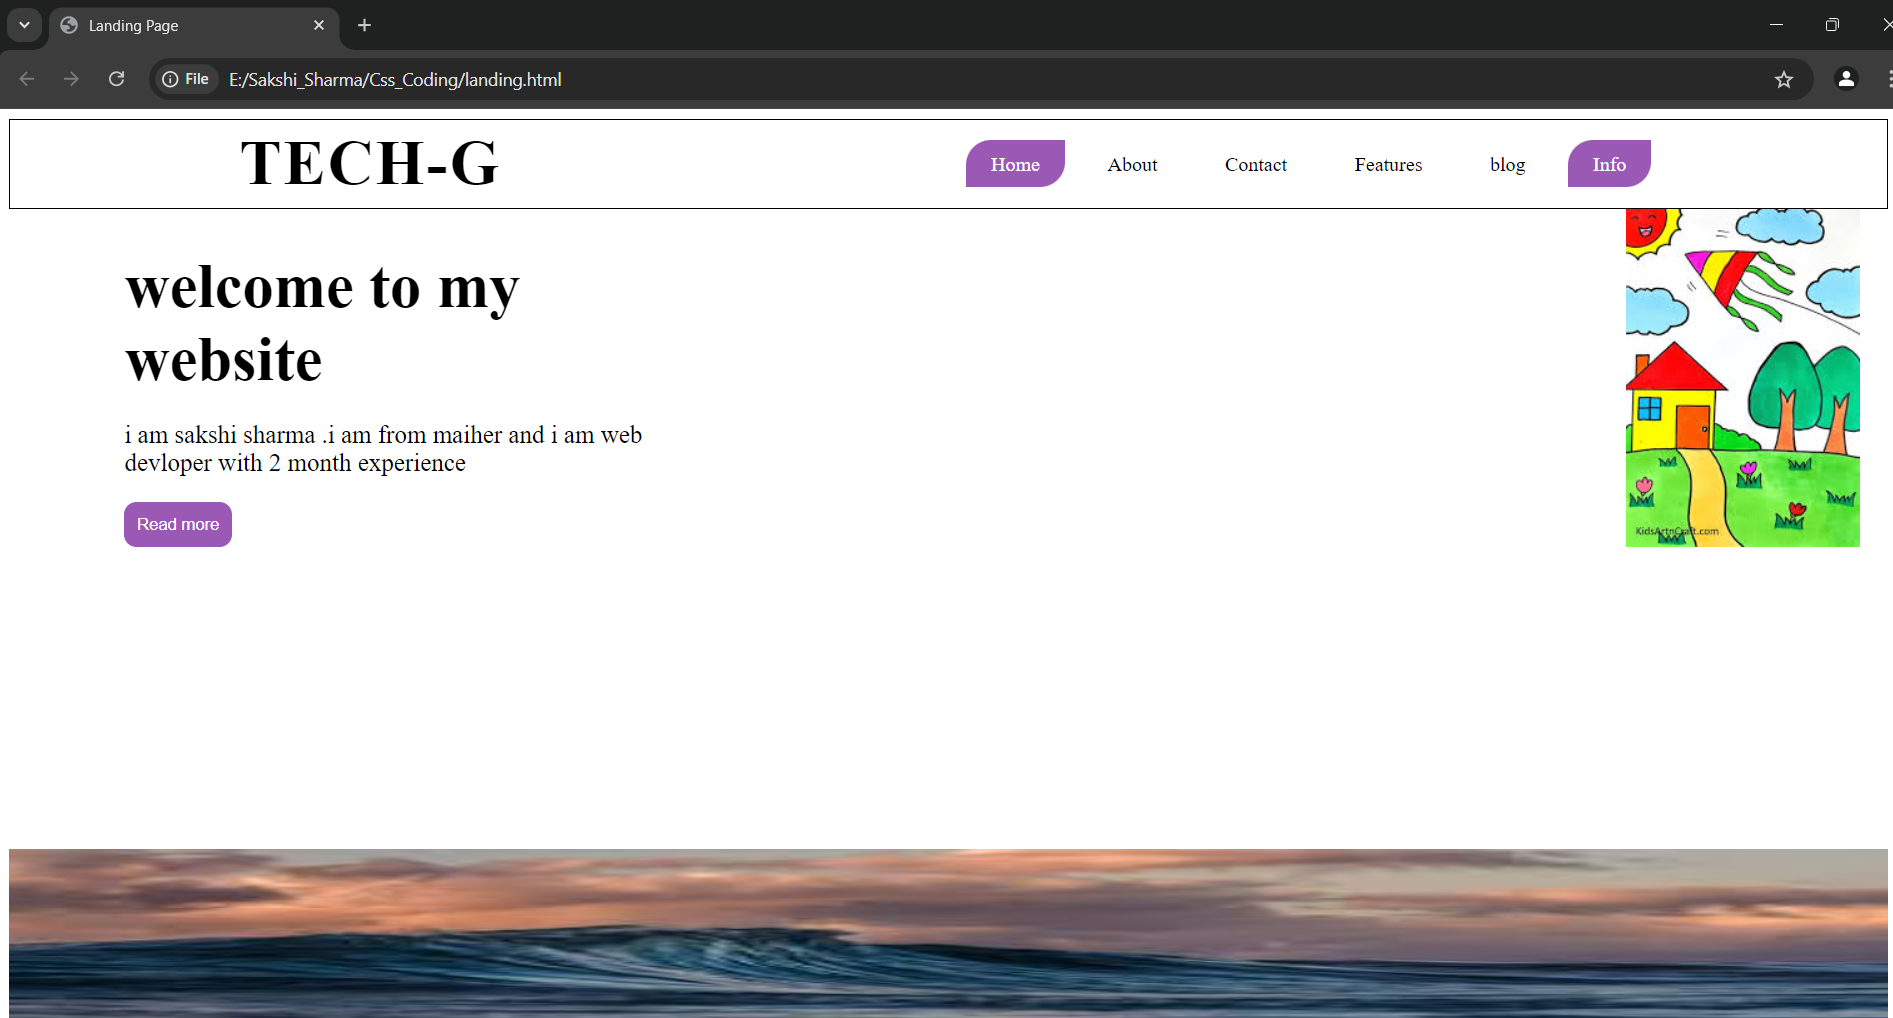 Landing Page
File E:/Sakshi_Sharma/Css_Coding/landing.html
TECH-G
Home About Contact Features blog Info
welcome to my
website
i am sakshi sharma .i am from maiher and i am web
devloper with 2 month experience
Read more
KidsArtnCraft.com